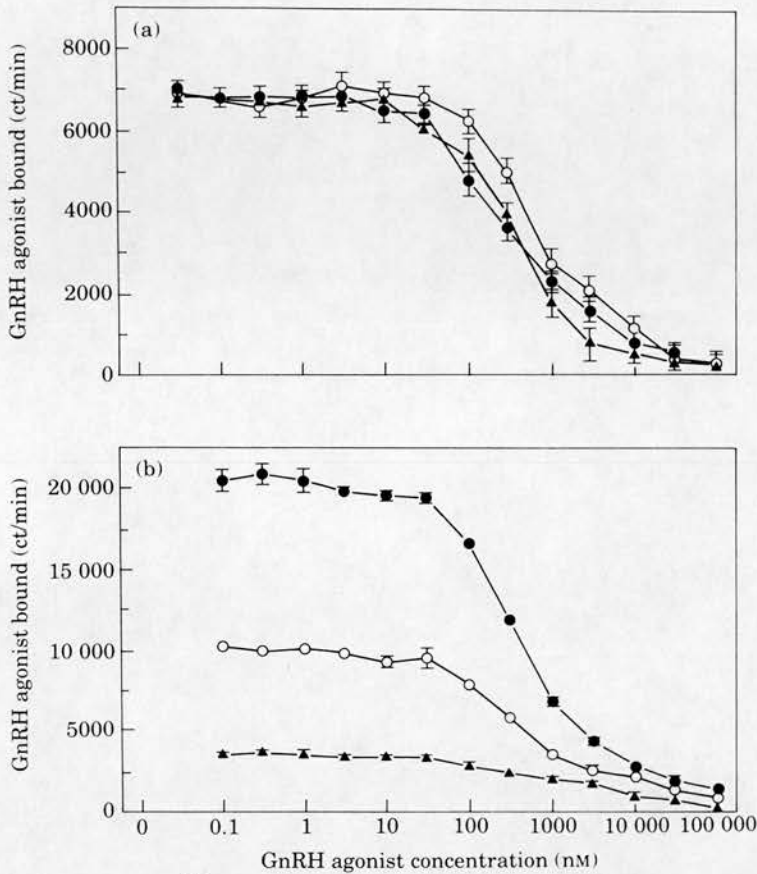 (a)
8000
6000
4000
2000
0
GnRH agonist bound (ct/min)
(b)
20 000
15 000
10 000
5000
0
GnRH agonist bound (ct/min)
0 0.1 1 10 100 1000 10 000 100 000
GnRH agonist concentration (nM)